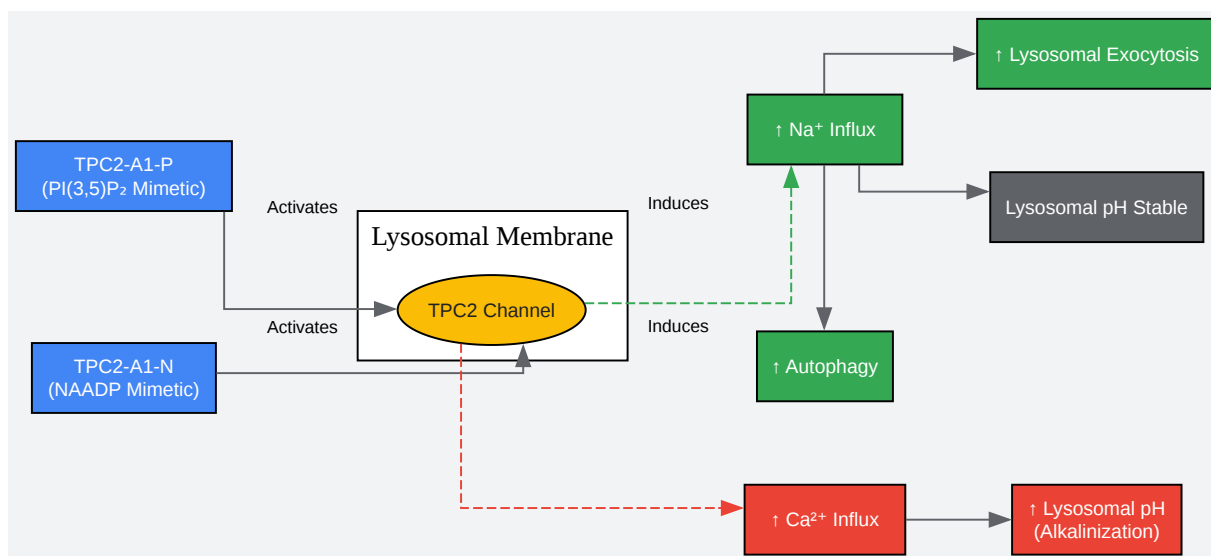 ↑ Lysosomal Exocytosis
↑ Na⁺ Influx
TPC2-A1-P
(PI(3,5)P₂ Mimetic)
Activates
Induces
Lysosomal pH Stable
Lysosomal Membrane
TPC2 Channel
Activates
Induces
TPC2-A1-N
(NAADP Mimetic)
↑ Autophagy
↑ Ca²⁺ Influx
↑ Lysosomal pH
(Alkalinization)